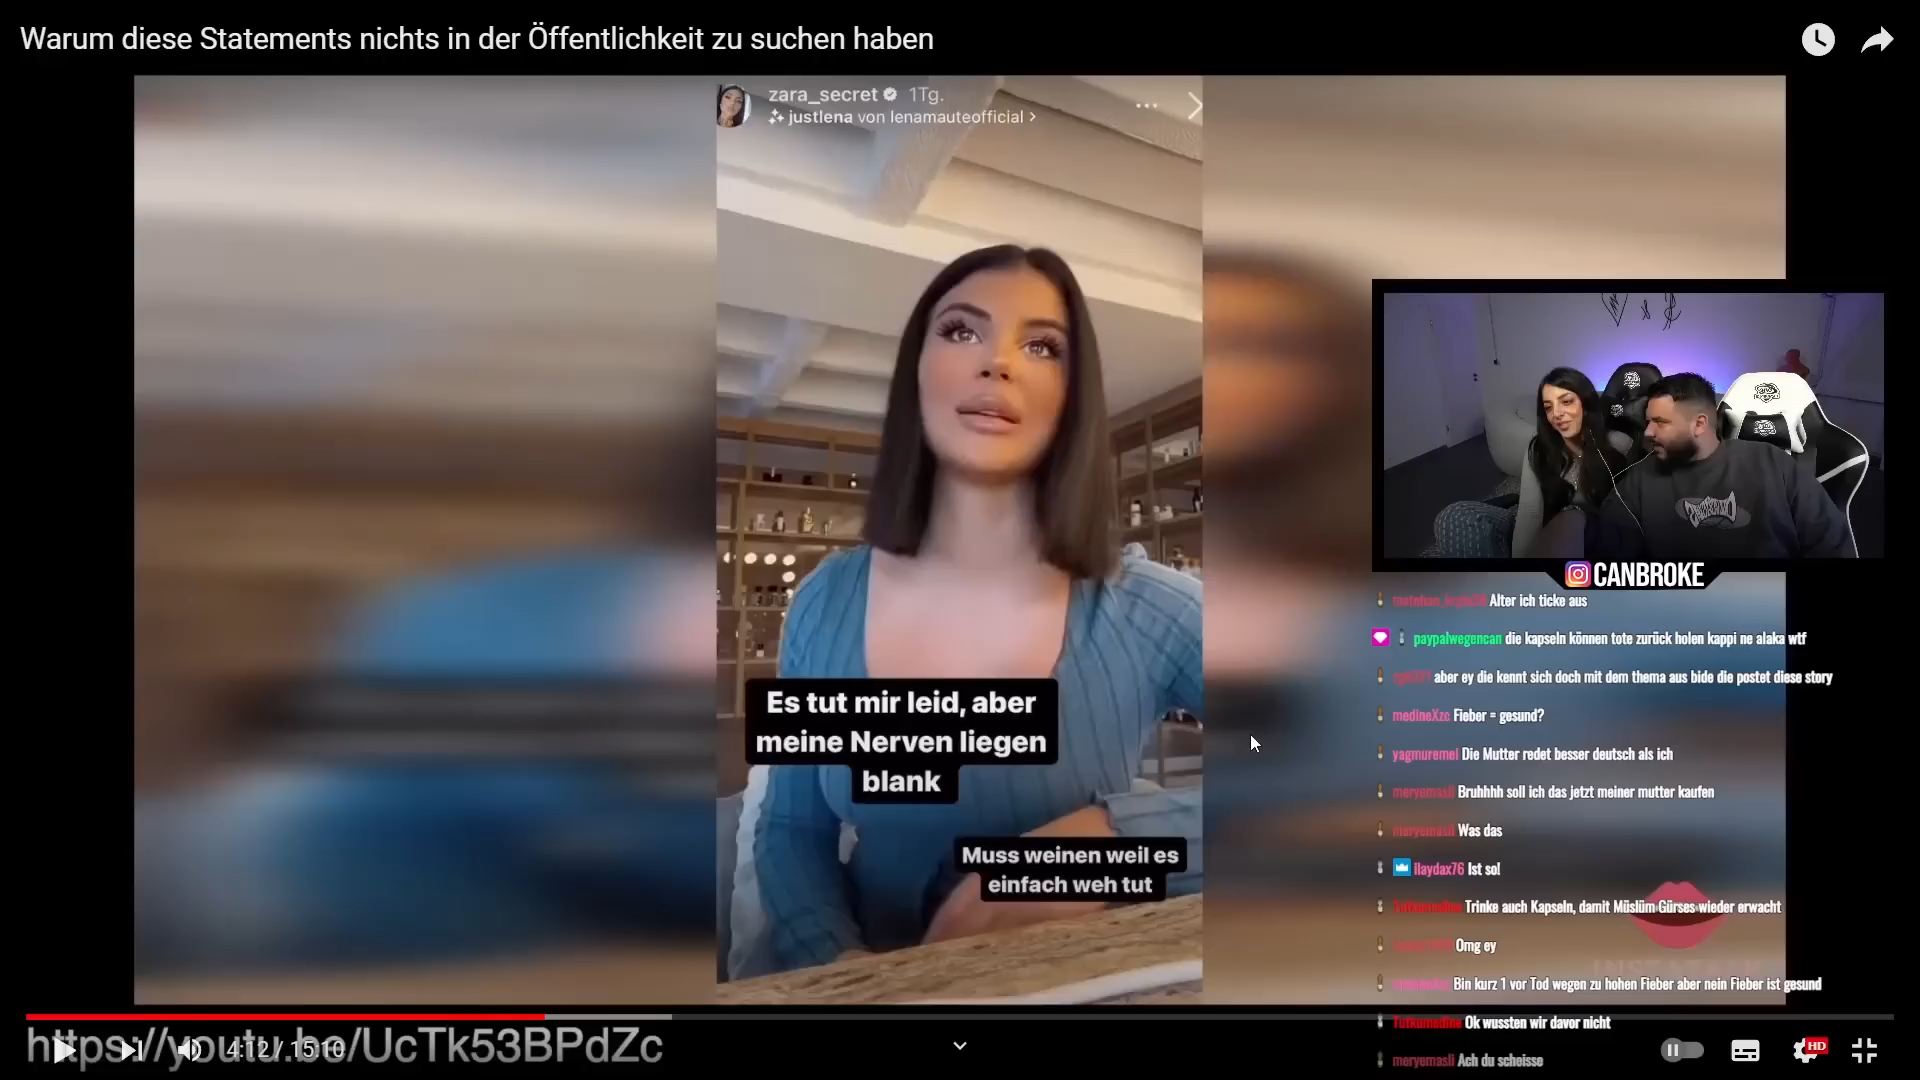 Warum diese Statements nichts in der Öffentlichkeit zu suchen haben
zara_secret 1Tg.
justlena von lenamauteofficial >
Es tut mir leid, aber
meine Nerven liegen
blank
Muss weinen weil es
einfach weh tut
CANBROKE
Alter ich ticke aus
paypalwegencan die kapseln können tote zurück holen kappi ne alaka wtf
aber ey die kennt sich doch mit dem thema aus bide die postet diese story
medineXzc Fieber = gesund?
yagmuremel Die Mutter redet besser deutsch als ich
meryemasli Bruhhhh soll ich das jetzt meiner mutter kaufen
meryemasli Was das
ilaydax76 Ist so!
Trinke auch Kapseln, damit Müslüm Gürses wieder erwacht
Omg ey
Bin kurz 1 vor Tod wegen zu hohen Fieber aber nein Fieber ist gesund
Tutkumedine Ok wussten wir davor nicht
meryemasli Ach du scheisse
https://youtu.be/UcTk53BPdZc
4:12 / 15:10
HD